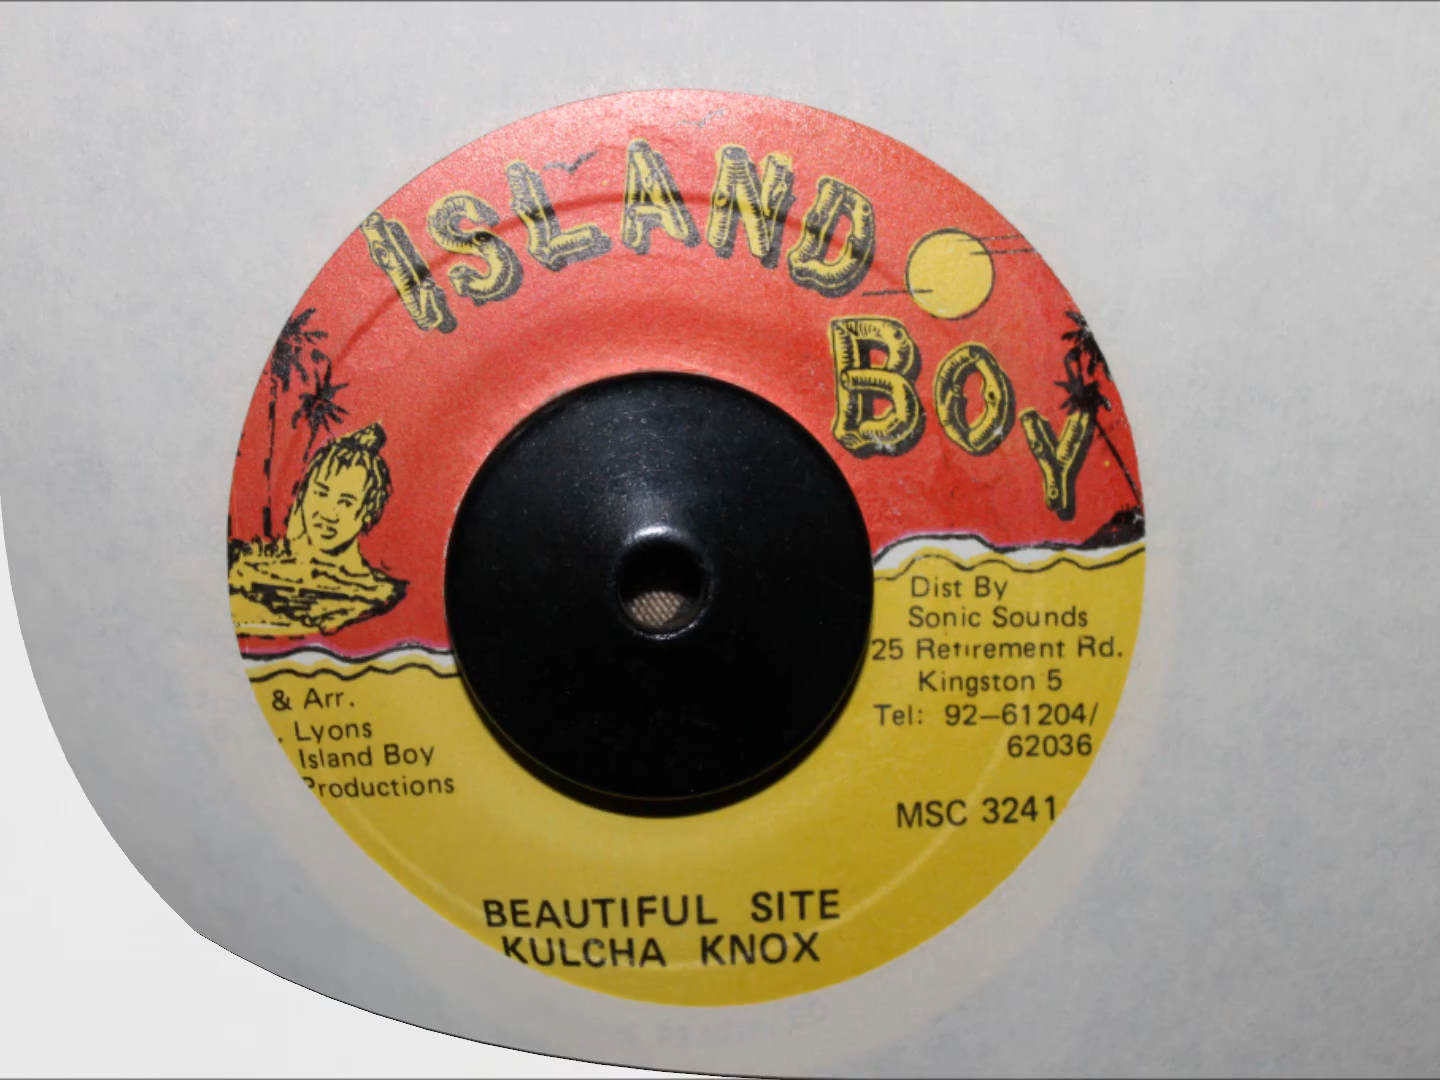 ISLAND
BOY
Dist By
Sonic Sounds
25 Retirement Rd.
Kingston 5
Tel: 92-61204/
62036
MSC 3241
& Arr.
. Lyons
Island Boy
Productions
BEAUTIFUL SITE
KULCHA KNOX